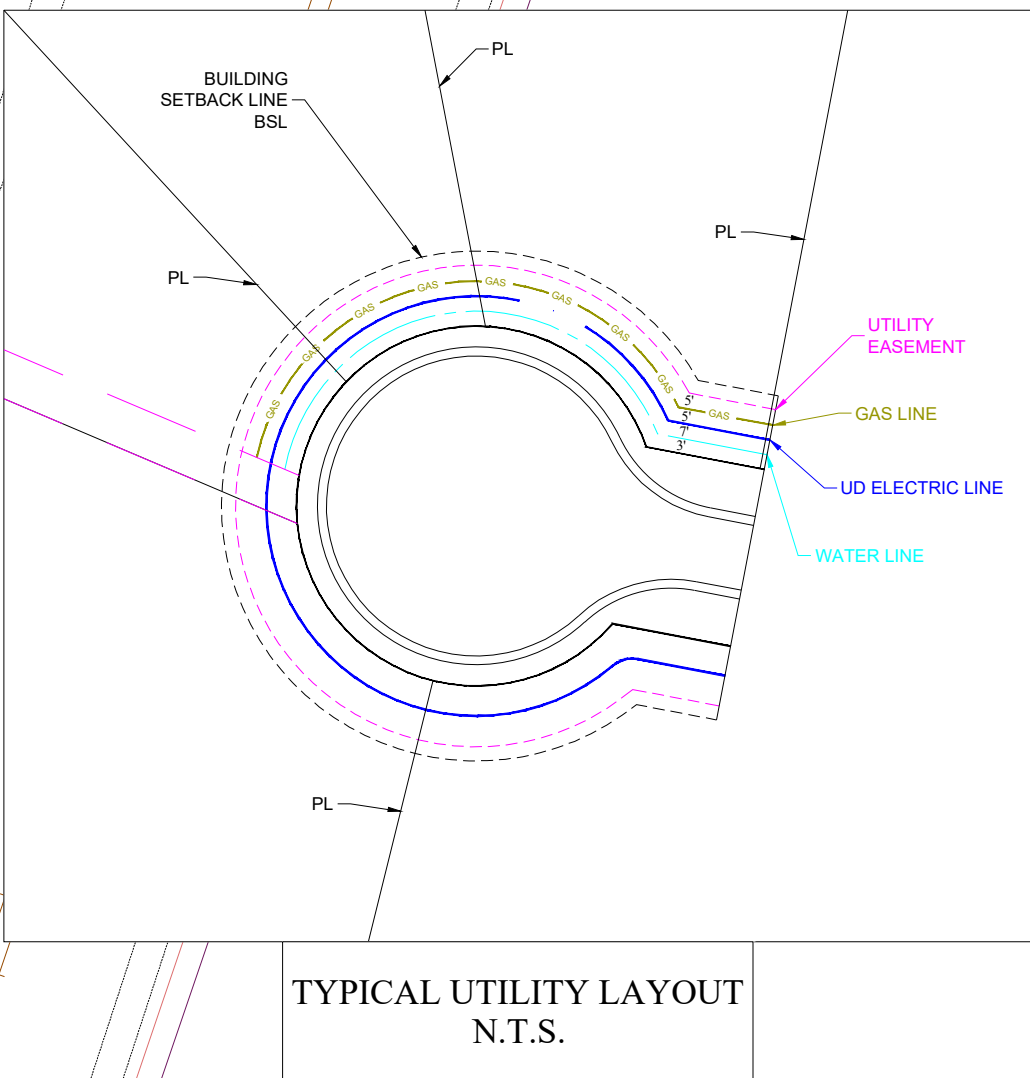 PL
BUILDING
SETBACK LINE
BSL
PL
PL
GAS
GAS
GAS
GAS
GAS
GAS
GAS
GAS
GAS
UTILITY
EASEMENT
5'
GAS LINE
5'
7'
3'
UD ELECTRIC LINE
WATER LINE
PL
TYPICAL UTILITY LAYOUT
N.T.S.